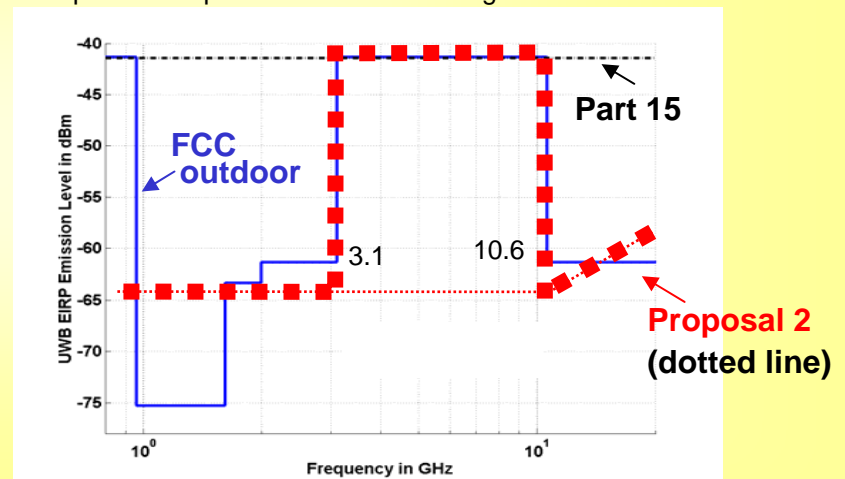 -40
-45
-50
-55
-60
-65
-70
-75
UWB EIRP Emission Level in dBm
Part 15
FCC
outdoor
3.1
10.6
Proposal 2
(dotted line)
10⁰
10¹
Frequency in GHz